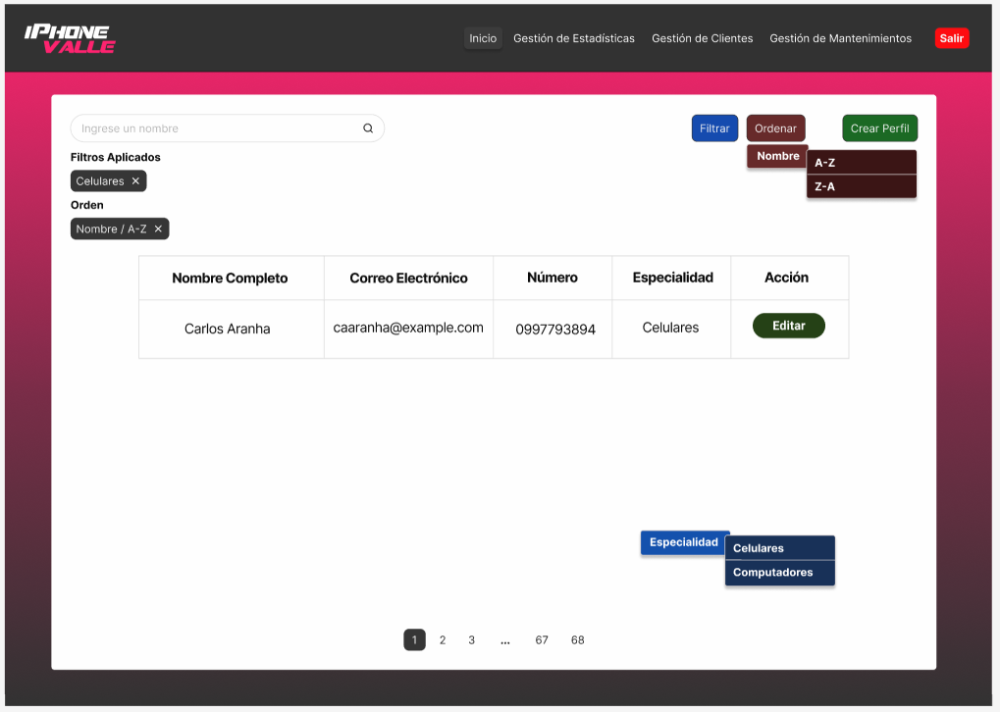 iPHONE
VALLE
Inicio Gestión de Estadísticas Gestión de Clientes Gestión de Mantenimientos Salir
Ingrese un nombre
Filtrar Ordenar Crear Perfil
Nombre
A-Z
Z-A
Filtros Aplicados
Celulares ✕
Orden
Nombre / A-Z ✕
Nombre Completo Correo Electrónico Número Especialidad Acción
Carlos Aranha caaranha@example.com 0997793894 Celulares Editar
Especialidad
Celulares
Computadores
1 2 3 ... 67 68